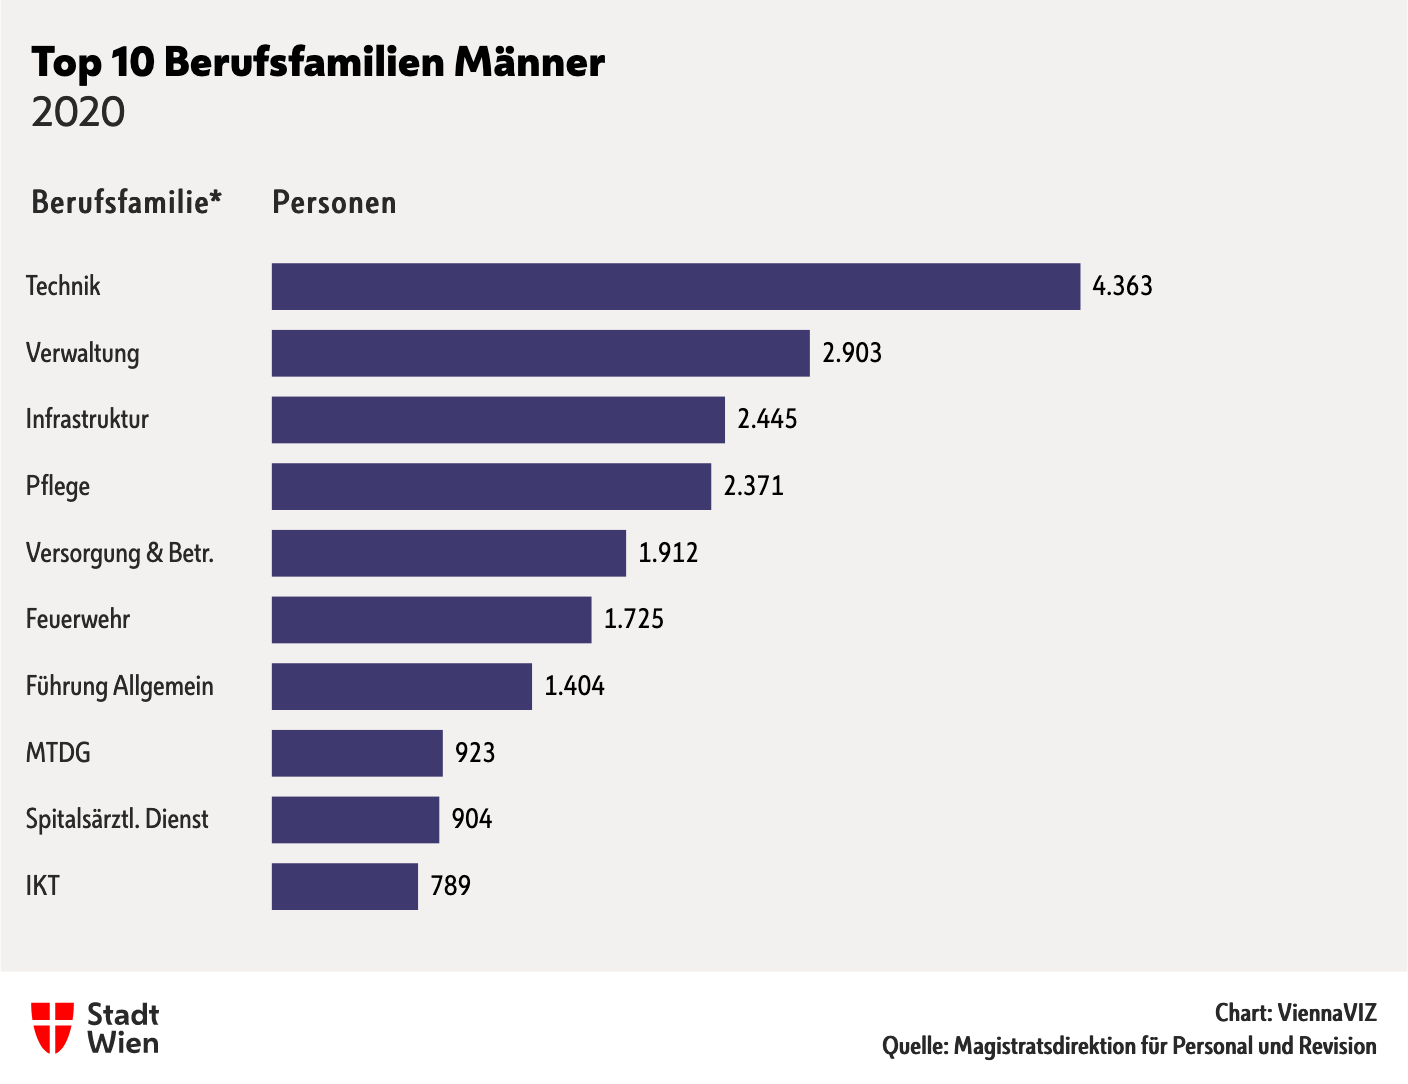 Top 10 Berufsfamilien Männer
2020
Berufsfamilie* Personen
Technik 4.363
Verwaltung 2.903
Infrastruktur 2.445
Pflege 2.371
Versorgung & Betr. 1.912
Feuerwehr 1.725
Führung Allgemein 1.404
MTDG 923
Spitalsärztl. Dienst 904
IKT 789
Stadt
Wien
Chart: ViennaVIZ
Quelle: Magistratsdirektion für Personal und Revision